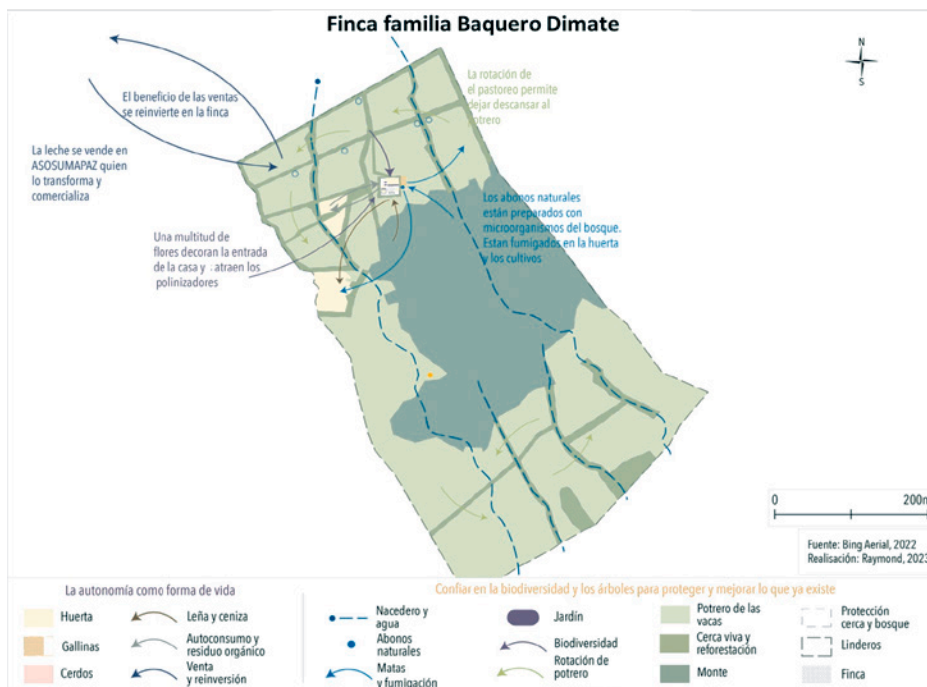 Finca familia Baquero Dimate
N
S
La rotación de
el pastoreo permite
dejar descansar al
potrero
El beneficio de las ventas
se reinvierte en la finca
La leche se vende en
ASOSUMAPAZ quien
lo transforma y
comercializa
Los abonos naturales
están preparados con
microorganismos del bosque.
Estan fumigados en la huerta
y los cultivos
Una multitud de
flores decoran la entrada
de la casa y . atraen los
polinizadores
0 200m
Fuente: Bing Aerial, 2022
Realisación: Raymond, 2023
La autonomía como forma de vida
Huerta
Gallinas
Cerdos
Leña y ceniza
Autoconsumo y
residuo orgánico
Venta
y reinversión
Confiar en la biodiversidad y los árboles para proteger y mejorar lo que ya existe
Nacedero y
agua
Abonos
naturales
Matas
y fumigación
Jardín
Biodiversidad
Rotación de
potrero
Potrero de las
vacas
Cerca viva y
reforestación
Monte
Protección
cerca y bosque
Linderos
Finca